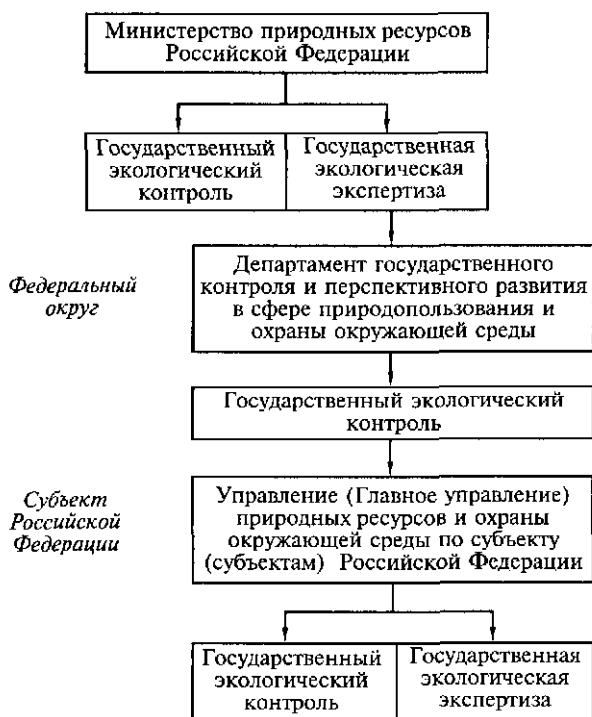 Министерство природных ресурсов
Российской Федерации
Государственный
экологический
контроль
Государственная
экологическая
экспертиза
Федеральный
округ
Департамент государственного
контроля и перспективного развития
в сфере природопользования и
охраны окружающей среды
Государственный экологический
контроль
Субъект
Российской
Федерации
Управление (Главное управление)
природных ресурсов и охраны
окружающей среды по субъекту
(субъектам) Российской Федерации
Государственный
экологический
контроль
Государственная
экологическая
экспертиза